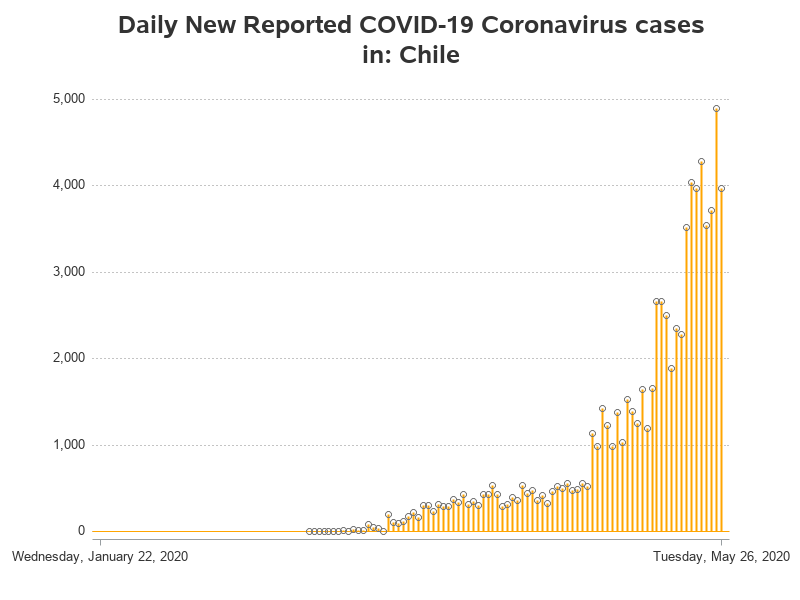 Daily New Reported COVID-19 Coronavirus cases
in: Chile
5,000
4,000
3,000
2,000
1,000
0
Wednesday, January 22, 2020
Tuesday, May 26, 2020